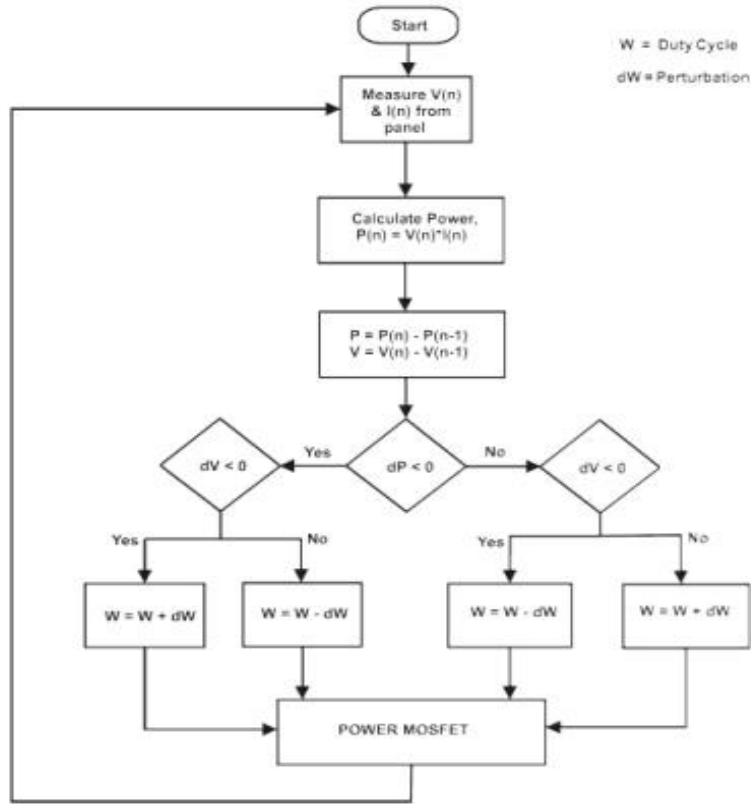 Start
W = Duty Cycle
dW = Perturbation
Measure V(n)
& I(n) from
panel
Calculate Power,
P(n) = V(n)*I(n)
P = P(n) - P(n-1)
V = V(n) - V(n-1)
dV < 0
Yes
dP < 0
No
dV < 0
Yes
No
Yes
No
W = W + dW
W = W - dW
W = W - dW
W = W + dW
POWER MOSFET